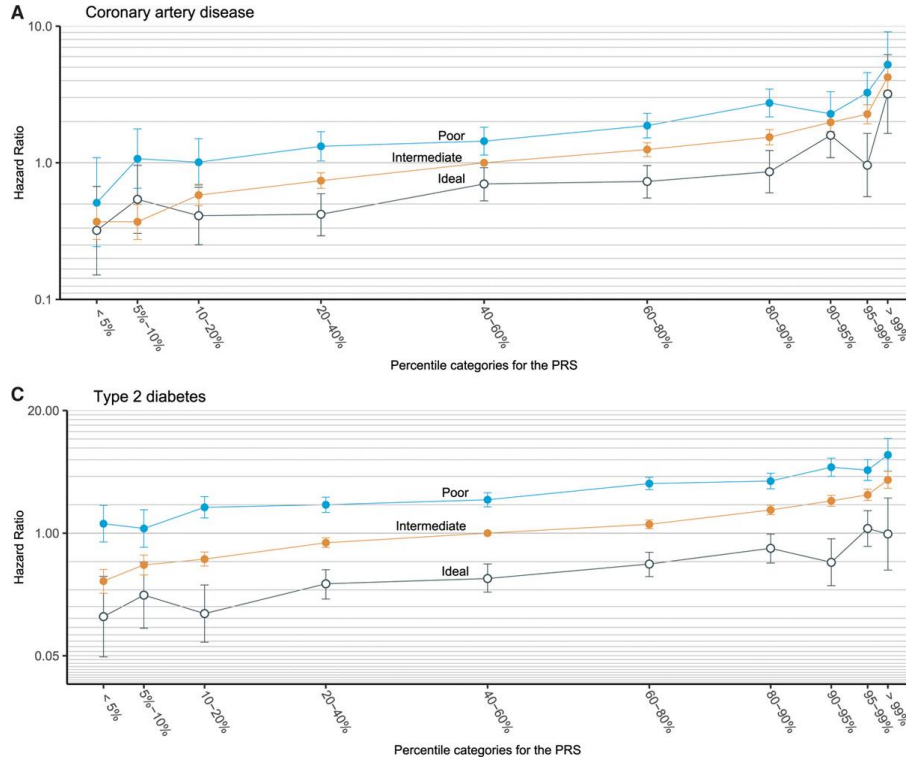 A Coronary artery disease
10.0
1.0
0.1
Hazard Ratio
Poor
Intermediate
Ideal
< 5%
5%–10%
10–20%
20–40%
40–60%
60–80%
80–90%
90–95%
95–99%
> 99%
Percentile categories for the PRS
C Type 2 diabetes
20.00
1.00
0.05
Hazard Ratio
Poor
Intermediate
Ideal
< 5%
5%–10%
10–20%
20–40%
40–60%
60–80%
80–90%
90–95%
95–99%
> 99%
Percentile categories for the PRS